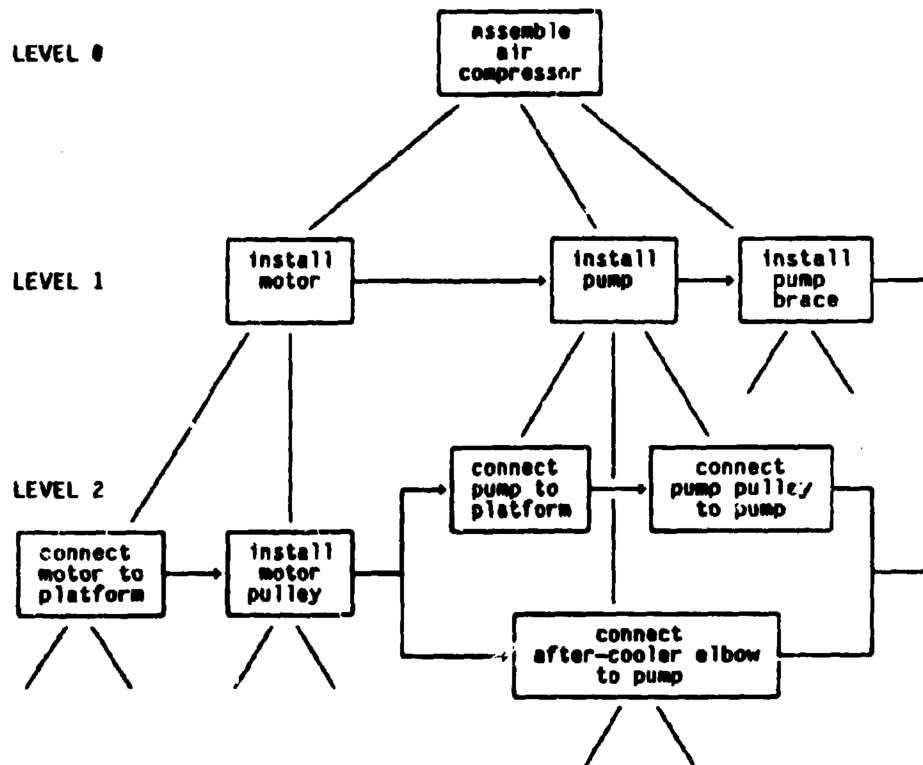 LEVEL 0
assemble
air
compressor
LEVEL 1
install
motor
install
pump
install
pump
brace
LEVEL 2
connect
pump to
platform
connect
pump pulley
to pump
connect
motor to
platform
install
motor
pulley
connect
after-cooler elbow
to pump